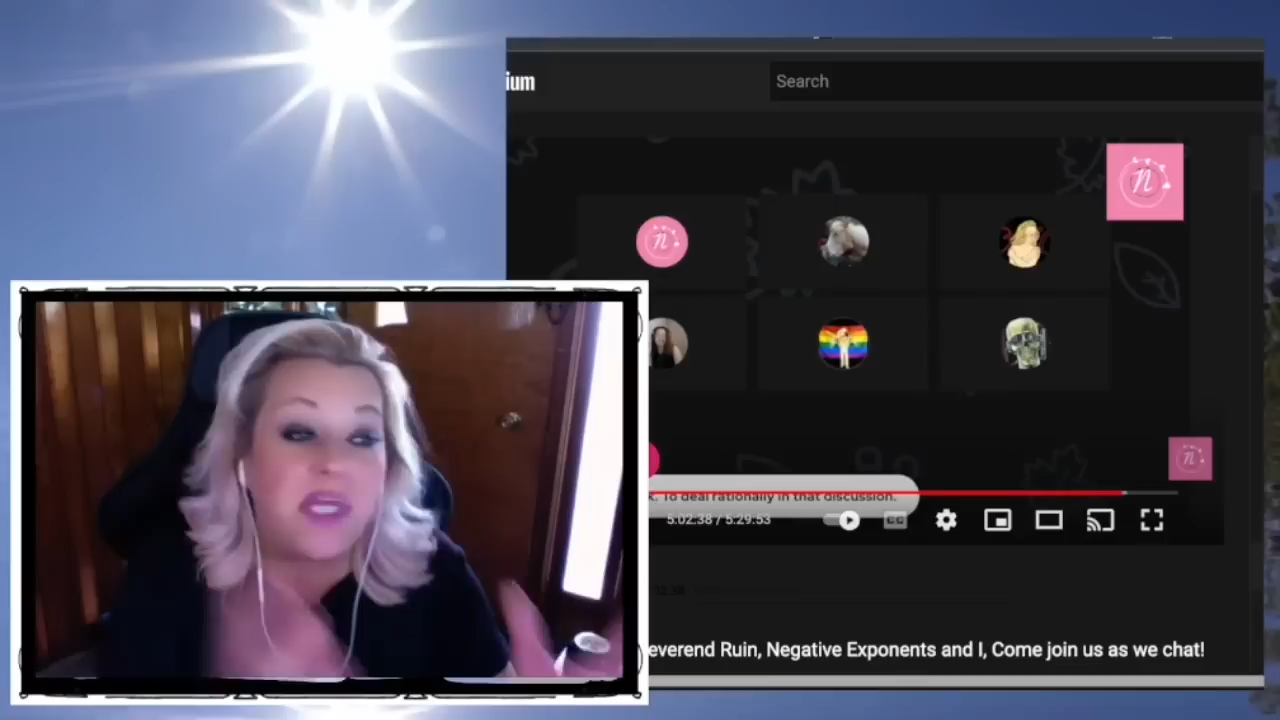 ium
Search
n
n
n
. To deal rationally in that discussion.
5:02:38 / 5:29:53
CC
everend Ruin, Negative Exponents and I, Come join us as we chat!